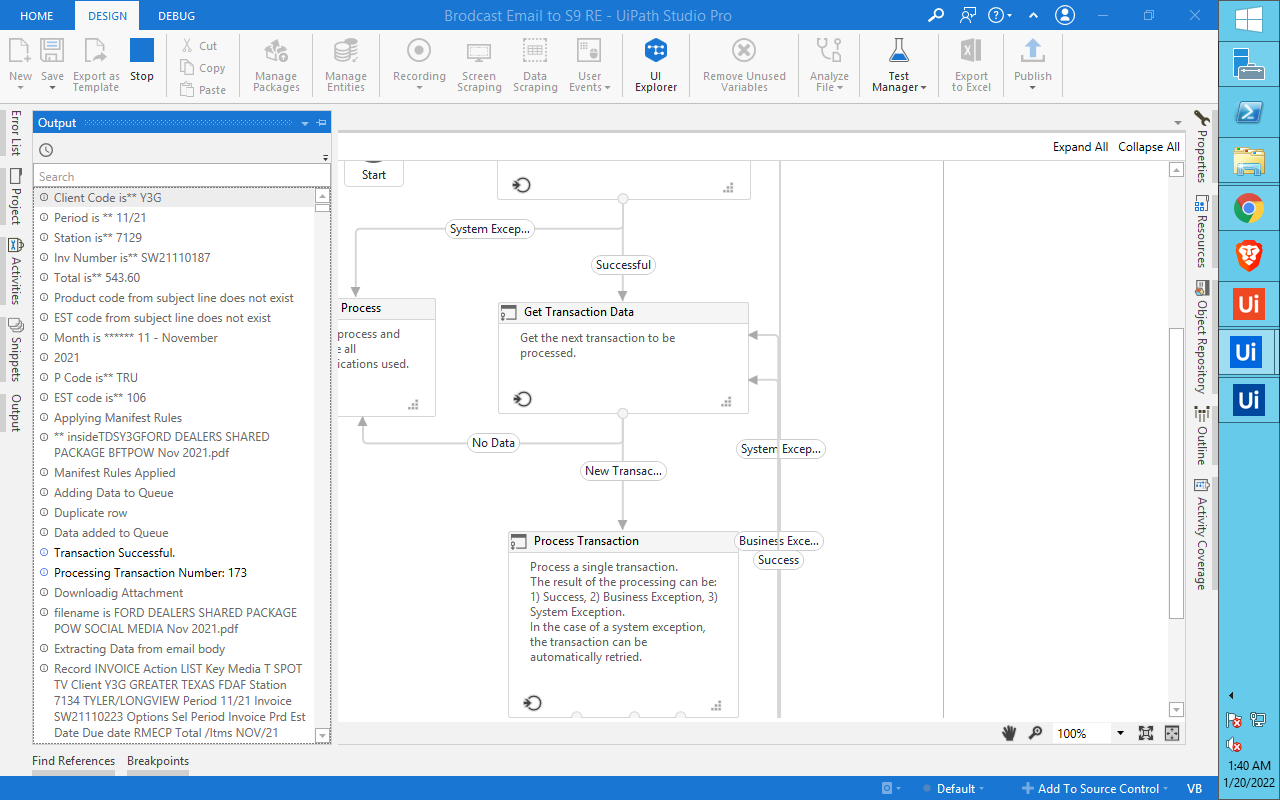 HOME
DESIGN
DEBUG
Brodcast Email to S9 RE - UiPath Studio Pro
New
Save
Export as
Template
Stop
Cut
Copy
Paste
Manage
Packages
Manage
Entities
Recording
Screen
Scraping
Data
Scraping
User
Events
UI
Explorer
Remove Unused
Variables
Analyze
File
Test
Manager
Export
to Excel
Publish
Error List
Project
Activities
Snippets
Output
Output
Search
Client Code is** Y3G
Period is ** 11/21
Station is** 7129
Inv Number is** SW21110187
Total is** 543.60
Product code from subject line does not exist
EST code from subject line does not exist
Month is ****** 11 - November
2021
P Code is** TRU
EST code is** 106
Applying Manifest Rules
** insideTDSY3GFORD DEALERS SHARED
PACKAGE BFTPOW Nov 2021.pdf
Manifest Rules Applied
Adding Data to Queue
Duplicate row
Data added to Queue
Transaction Successful.
Processing Transaction Number: 173
Downloadig Attachment
filename is FORD DEALERS SHARED PACKAGE
POW SOCIAL MEDIA Nov 2021.pdf
Extracting Data from email body
Record INVOICE Action LIST Key Media T SPOT
TV Client Y3G GREATER TEXAS FDAF Station
7134 TYLER/LONGVIEW Period 11/21 Invoice
SW21110223 Options Sel Period Invoice Prd Est
Date Due date RMECP Total /Itms NOV/21
Find References
Breakpoints
Expand All
Collapse All
Start
System Excep...
Successful
Process
process and
e all
ications used.
Get Transaction Data
Get the next transaction to be
processed.
No Data
New Transac...
System Excep...
Process Transaction
Process a single transaction.
The result of the processing can be:
1) Success, 2) Business Exception, 3)
System Exception.
In the case of a system exception,
the transaction can be
automatically retried.
Business Exce...
Success
100%
Properties
Resources
Object Repository
Outline
Activity Coverage
Default
Add To Source Control
VB
Ui
Ui
Ui
1:40 AM
1/20/2022